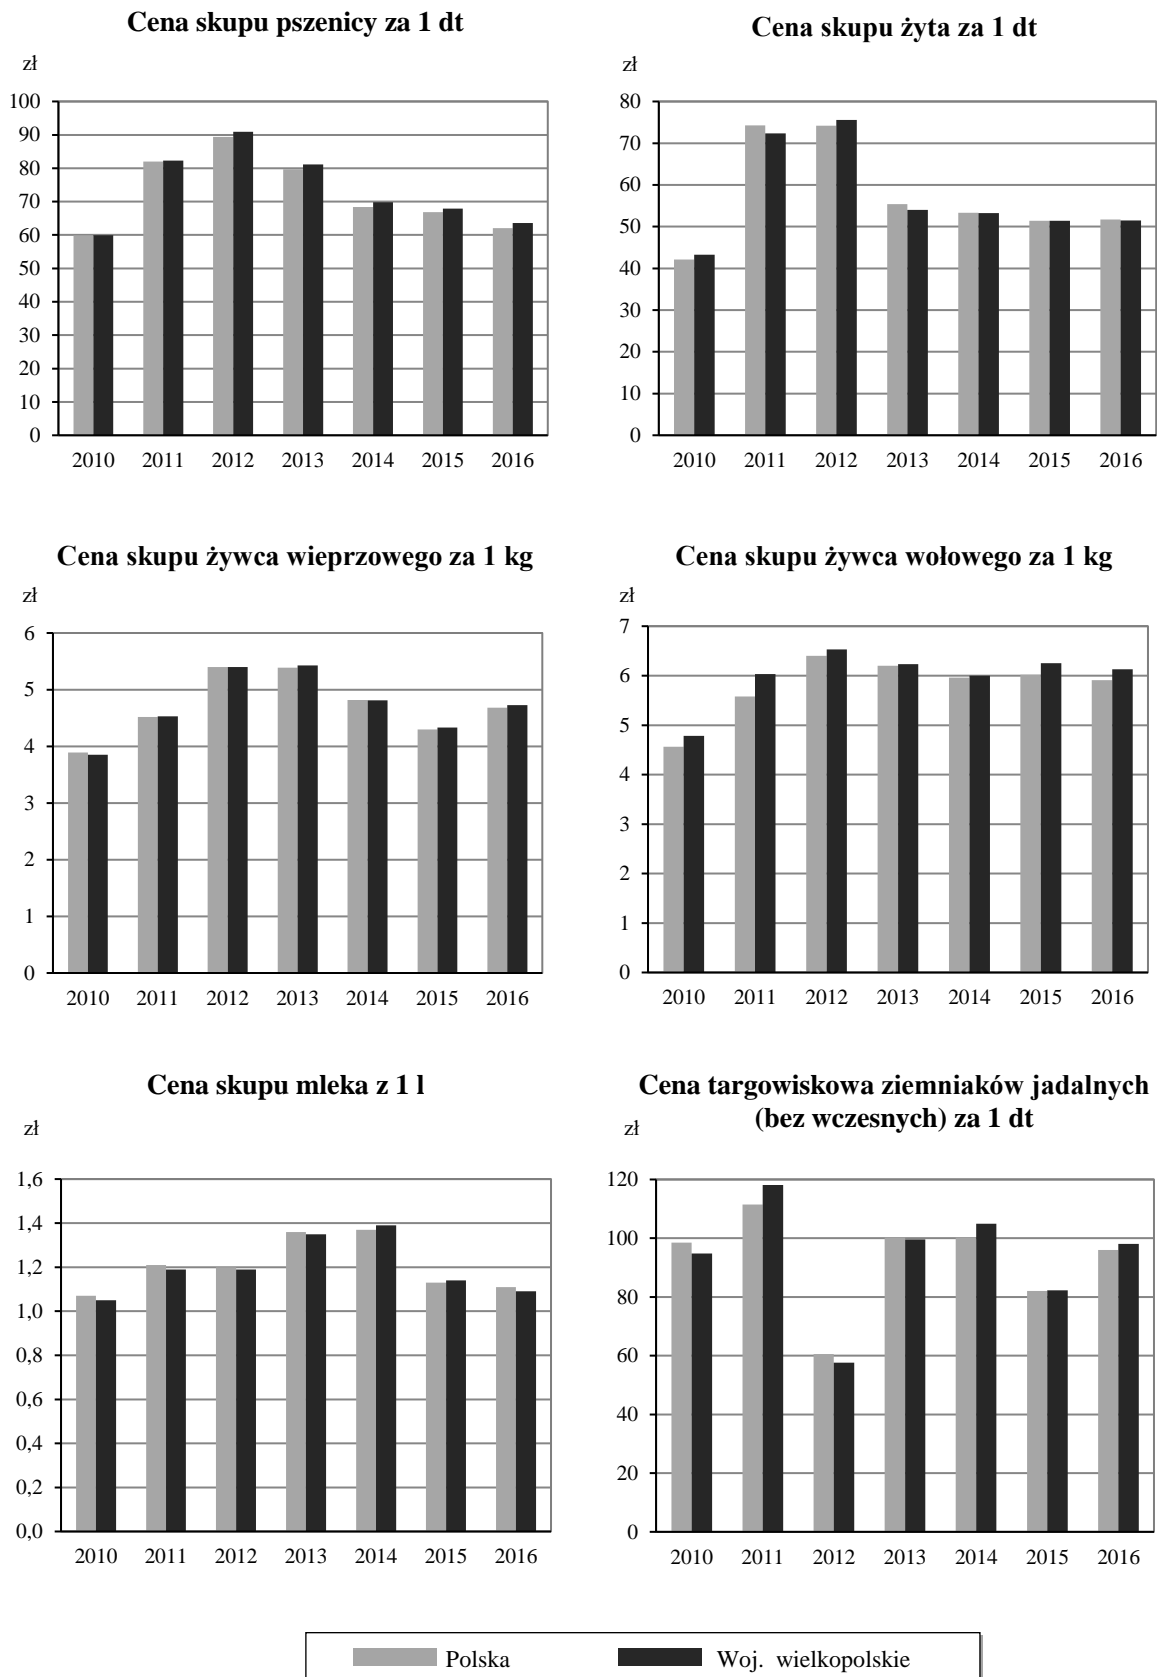 Cena skupu pszenicy za 1 dt
zł
100
90
80
70
60
50
40
30
20
10
0
2010 2011 2012 2013 2014 2015 2016
Cena skupu żyta za 1 dt
zł
80
70
60
50
40
30
20
10
0
2010 2011 2012 2013 2014 2015 2016
Cena skupu żywca wieprzowego za 1 kg
zł
6
5
4
3
2
1
0
2010 2011 2012 2013 2014 2015 2016
Cena skupu żywca wołowego za 1 kg
zł
7
6
5
4
3
2
1
0
2010 2011 2012 2013 2014 2015 2016
Cena skupu mleka z 1 l
zł
1,6
1,4
1,2
1,0
0,8
0,6
0,4
0,2
0,0
2010 2011 2012 2013 2014 2015 2016
Cena targowiskowa ziemniaków jadalnych
(bez wczesnych) za 1 dt
zł
120
100
80
60
40
20
0
2010 2011 2012 2013 2014 2015 2016
Polska Woj. wielkopolskie